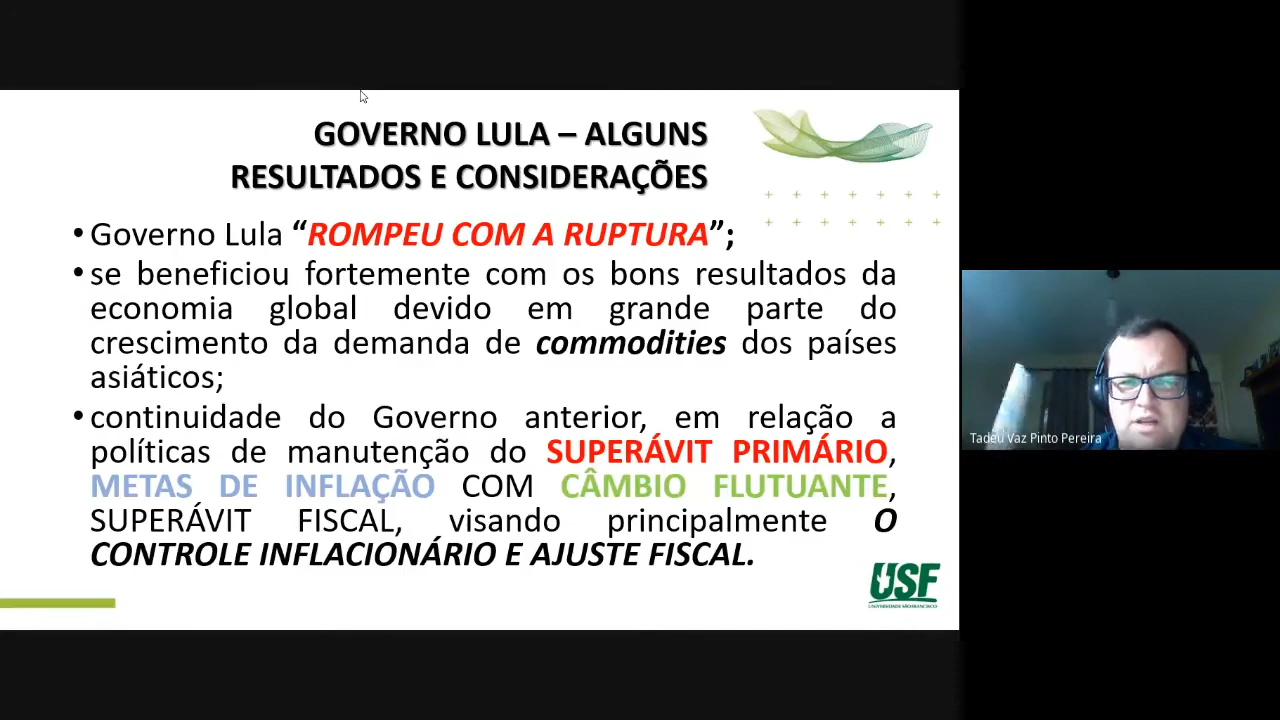 GOVERNO LULA – ALGUNS
RESULTADOS E CONSIDERAÇÕES
• Governo Lula “ROMPEU COM A RUPTURA”;
• se beneficiou fortemente com os bons resultados da
economia global devido em grande parte do
crescimento da demanda de commodities dos países
asiáticos;
• continuidade do Governo anterior, em relação a
políticas de manutenção do SUPERÁVIT PRIMÁRIO,
METAS DE INFLAÇÃO COM CÂMBIO FLUTUANTE,
SUPERÁVIT FISCAL, visando principalmente O
CONTROLE INFLACIONÁRIO E AJUSTE FISCAL.
USF
UNIVERSIDADE SÃO FRANCISCO
Tadeu Vaz Pinto Pereira